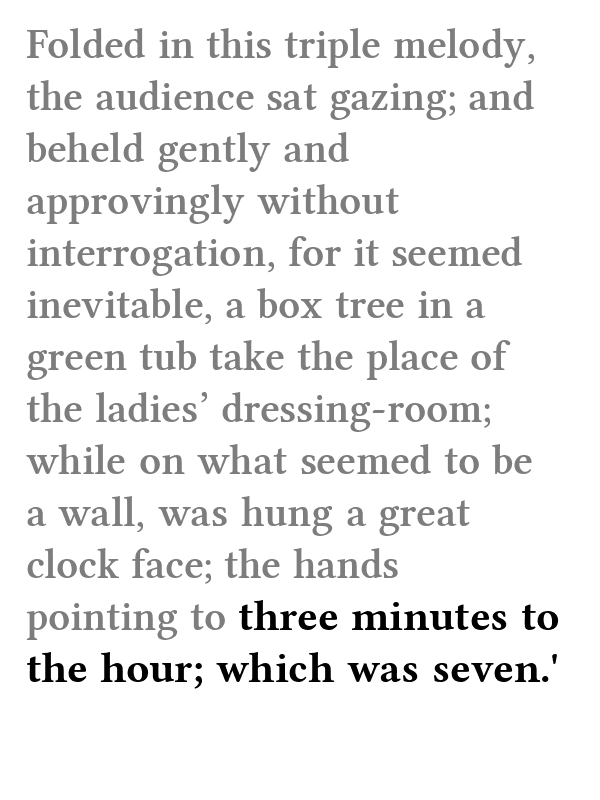 Folded in this triple melody,
the audience sat gazing; and
beheld gently and
approvingly without
interrogation, for it seemed
inevitable, a box tree in a
green tub take the place of
the ladies’ dressing-room;
while on what seemed to be
a wall, was hung a great
clock face; the hands
pointing to three minutes to
the hour; which was seven.'